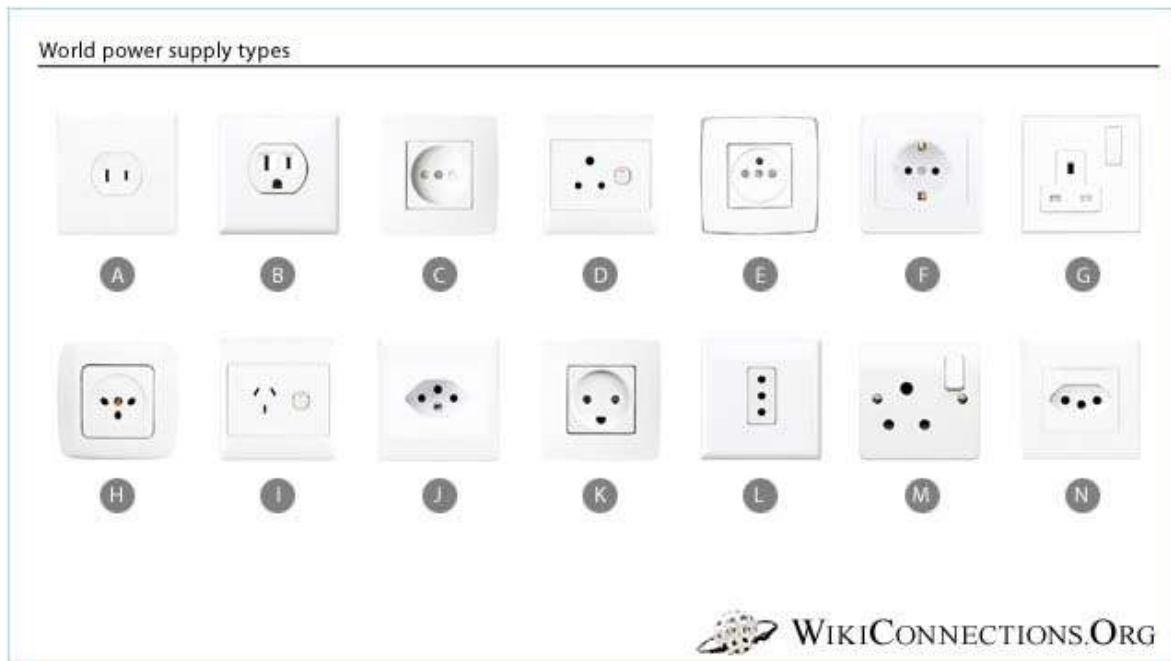 World power supply types
A B C D E F G
H I J K L M N
WIKICONNECTIONS.ORG